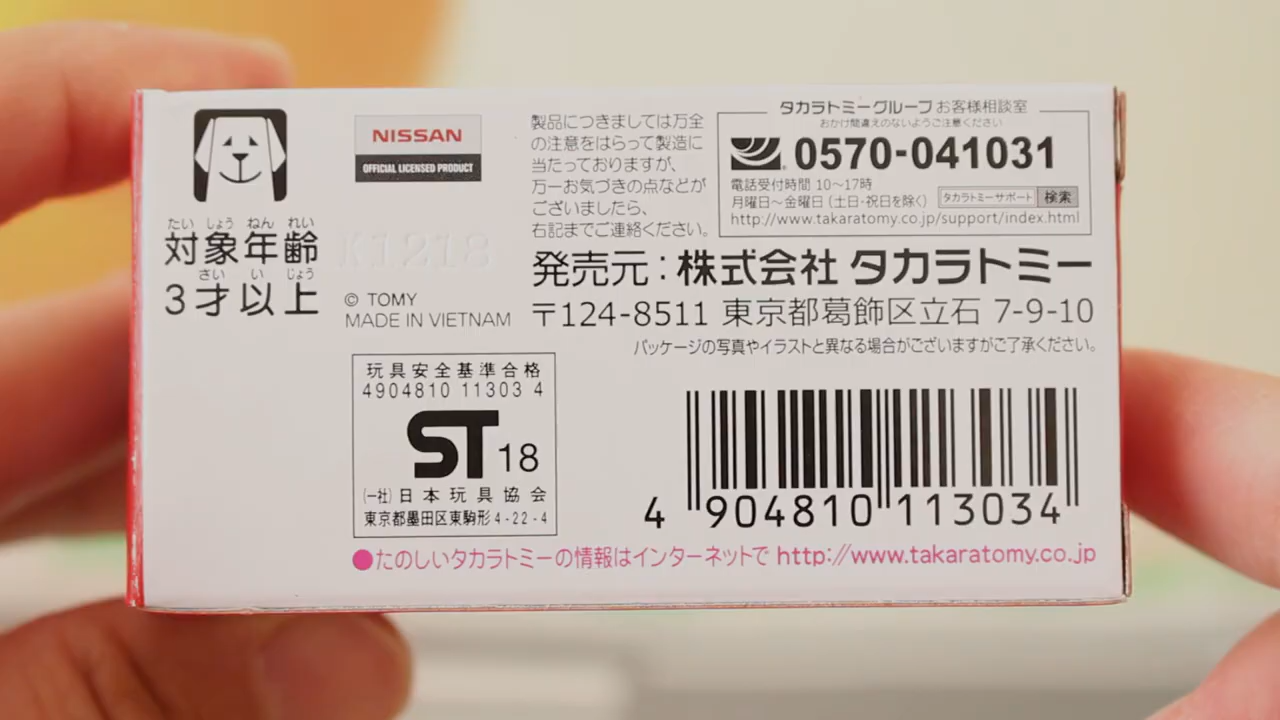 たい しょう ねん れい
対象年齢
さい い じょう
3才以上
NISSAN
OFFICIAL LICENSED PRODUCT
K1218
© TOMY
MADE IN VIETNAM
製品につきましては万全
の注意をはらって製造に
当たっておりますが、
万一お気づきの点などが
ございましたら、
右記までご連絡ください。
タカラトミーグループ お客様相談室
おかけ間違えのないようご注意ください
0570-041031
電話受付時間 10〜17時
月曜日〜金曜日 (土日・祝日を除く)
タカラトミーサポート 検索
http://www.takaratomy.co.jp/support/index.html
発売元：株式会社 タカラトミー
〒124-8511 東京都葛飾区立石 7-9-10
パッケージの写真やイラストと異なる場合がございますがご了承ください。
玩具安全基準合格
4904810 11303 4
ST 18
(一社)日本玩具協会
東京都墨田区東駒形4-22-4
4 904810 113034
●たのしいタカラトミーの情報はインターネットで http://www.takaratomy.co.jp